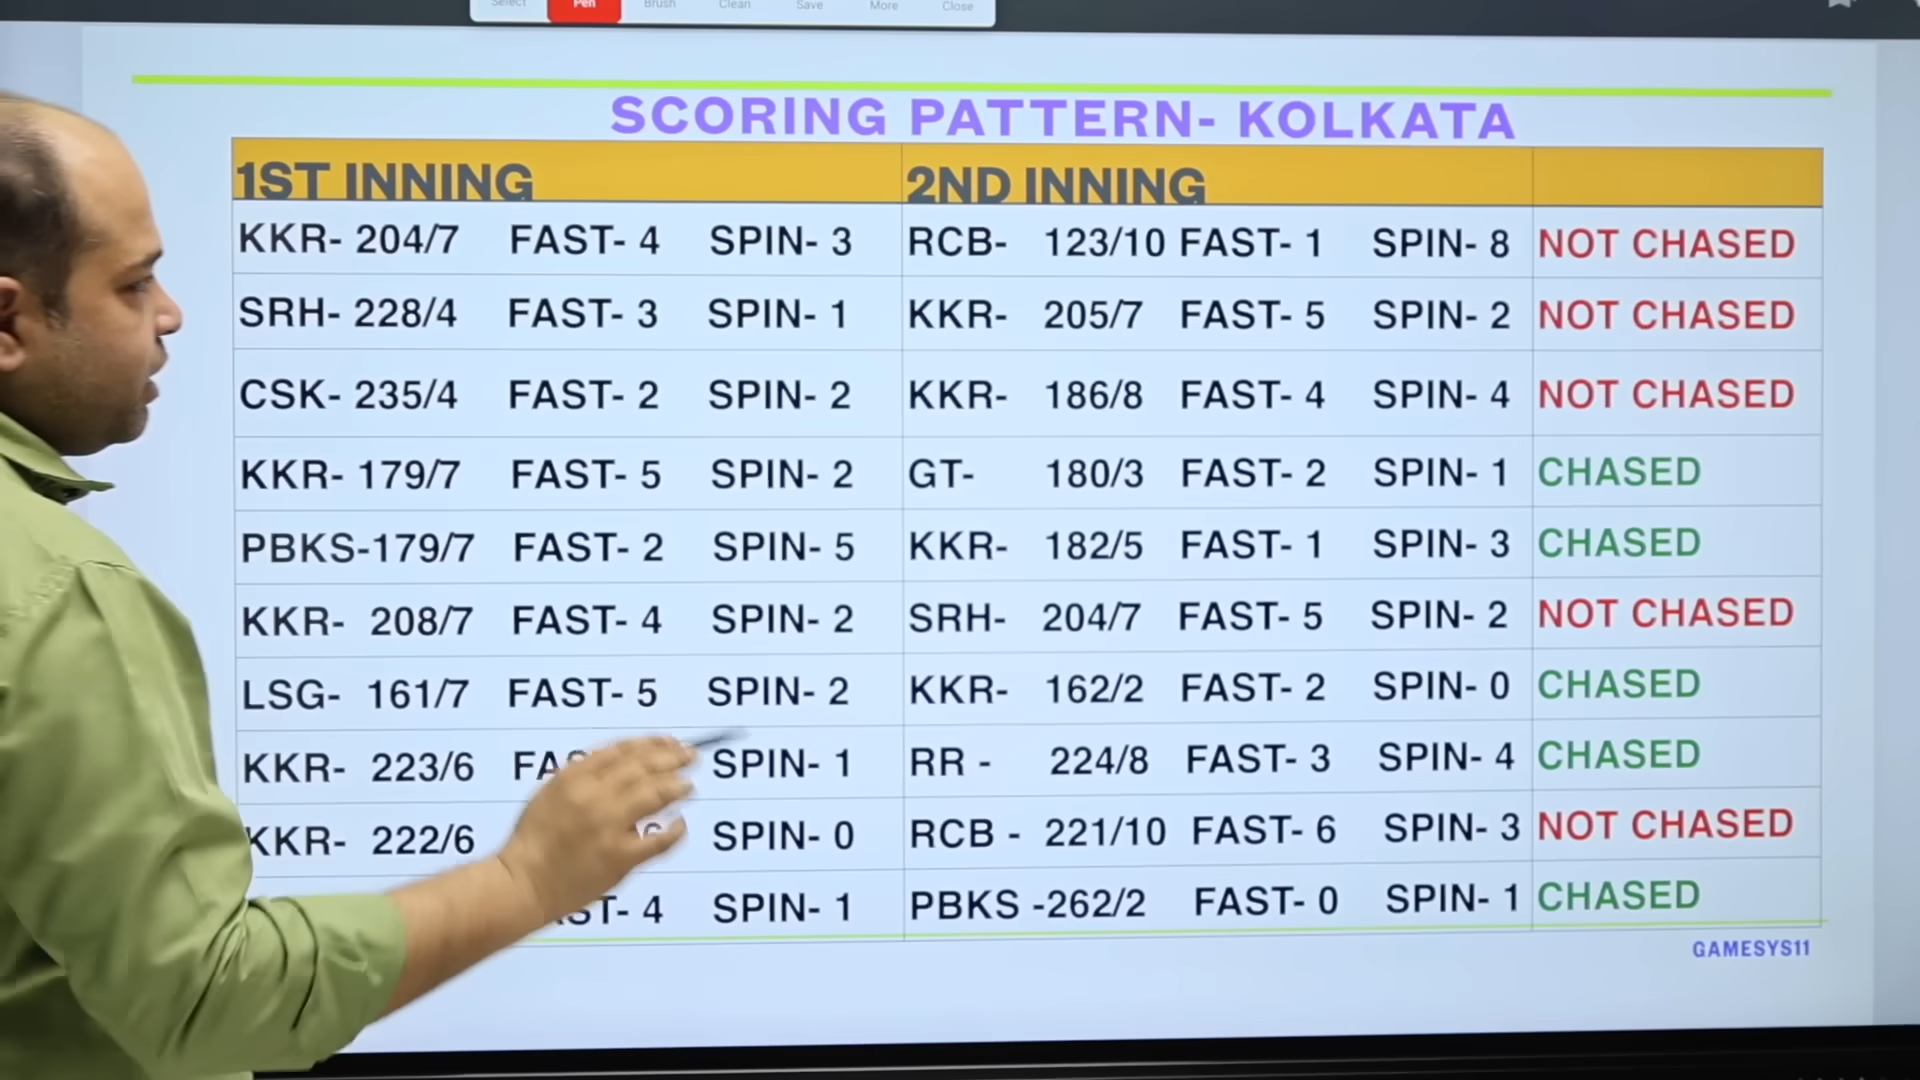 Select Pen Brush Clean Save More Close
SCORING PATTERN- KOLKATA
1ST INNING 2ND INNING
KKR- 204/7 FAST- 4 SPIN- 3 RCB- 123/10 FAST- 1 SPIN- 8 NOT CHASED
SRH- 228/4 FAST- 3 SPIN- 1 KKR- 205/7 FAST- 5 SPIN- 2 NOT CHASED
CSK- 235/4 FAST- 2 SPIN- 2 KKR- 186/8 FAST- 4 SPIN- 4 NOT CHASED
KKR- 179/7 FAST- 5 SPIN- 2 GT- 180/3 FAST- 2 SPIN- 1 CHASED
PBKS-179/7 FAST- 2 SPIN- 5 KKR- 182/5 FAST- 1 SPIN- 3 CHASED
KKR- 208/7 FAST- 4 SPIN- 2 SRH- 204/7 FAST- 5 SPIN- 2 NOT CHASED
LSG- 161/7 FAST- 5 SPIN- 2 KKR- 162/2 FAST- 2 SPIN- 0 CHASED
KKR- 223/6 SPIN- 1 RR - 224/8 FAST- 3 SPIN- 4 CHASED
KKR- 222/6 SPIN- 0 RCB - 221/10 FAST- 6 SPIN- 3 NOT CHASED
4 SPIN- 1 PBKS -262/2 FAST- 0 SPIN- 1 CHASED
GAMESYS11